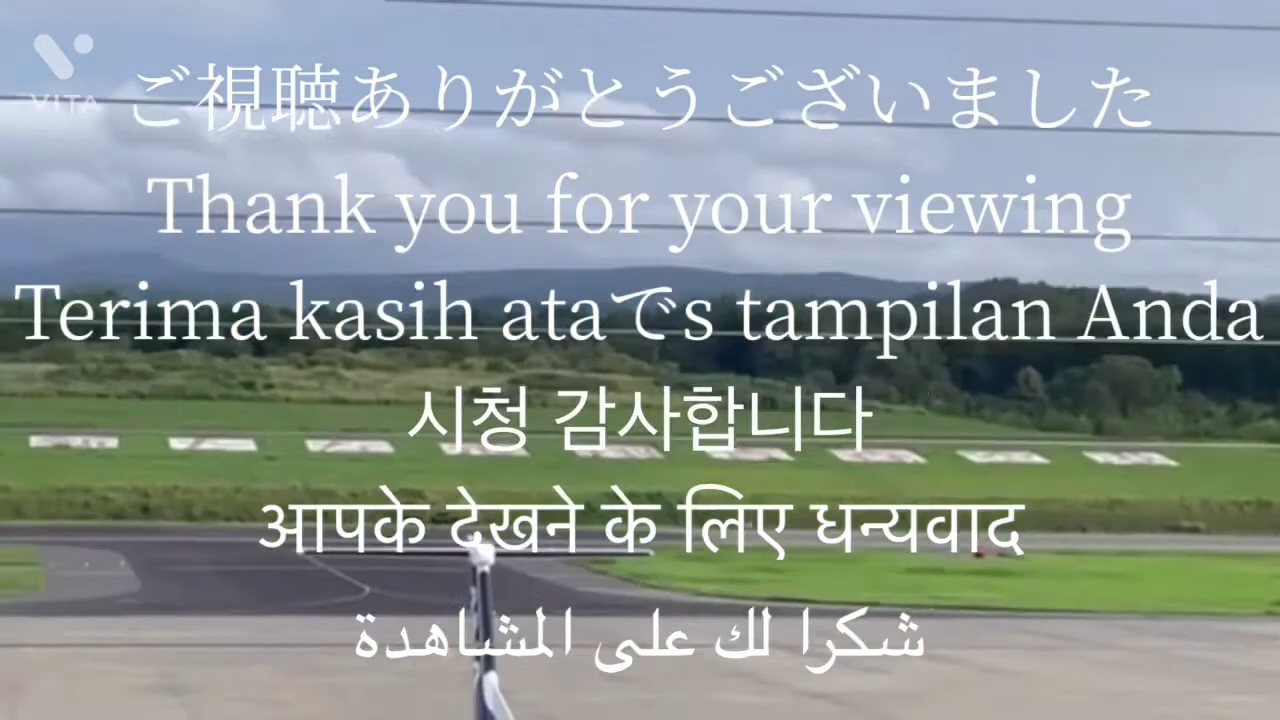 VITA
ご視聴ありがとうございました
Thank you for your viewing
Terima kasih ataでs tampilan Anda
시청 감사합니다
आपके देखने के लिए धन्यवाद
شكرا لك على المشاهدة